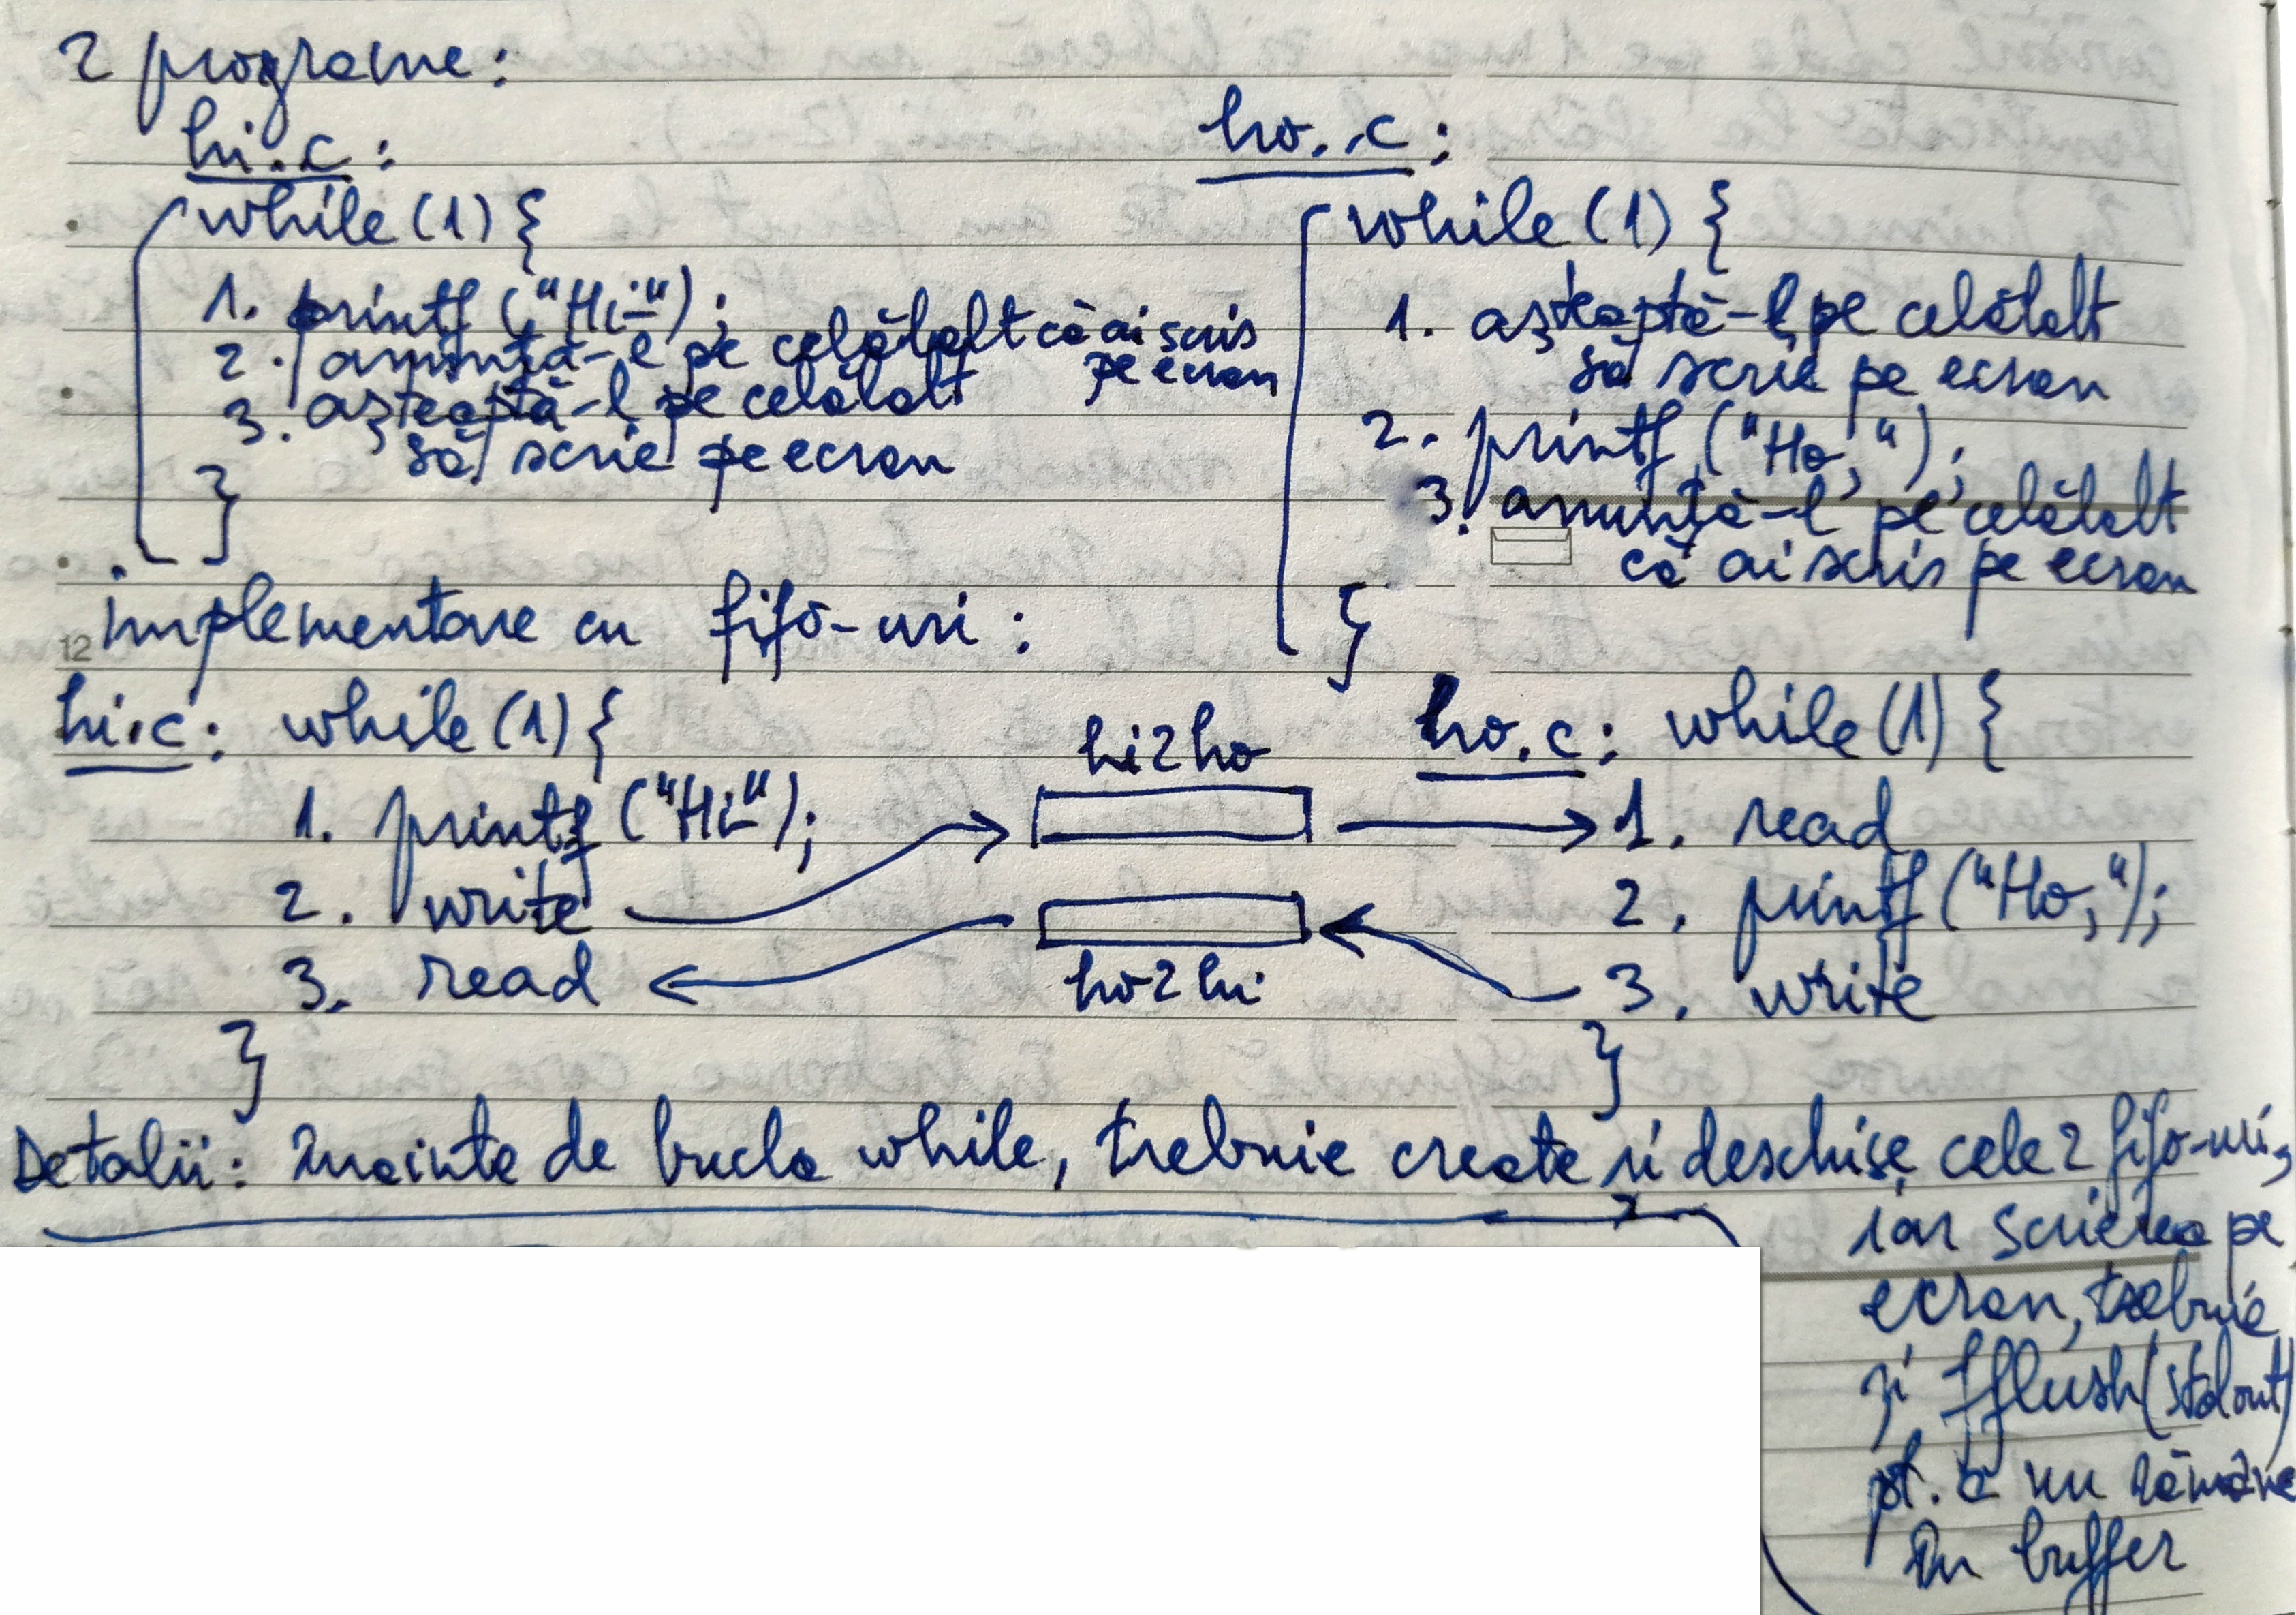 2 programe:
hi.c:
while(1){
1. printf("Hi-");
2. anunță-l pe celălalt că ai scris
pe ecran
3. așteaptă-l pe celălalt
să scrie pe ecran
}
ho.c:
while(1){
1. așteaptă-l pe celălalt
să scrie pe ecran
2. printf("Ho, ");
3. anunță-l pe celălalt
că ai scris pe ecran
}
12
implementare cu fifo-uri:
hi.c: while(1){
1. printf("Hi-");
2. write
3. read
}
hi2ho
ho2hi
ho.c: while(1){
1. read
2. printf("Ho, ");
3. write
}
Detalii: înainte de bucla while, trebuie create și deschise cele 2 fifo-uri,
iar scrierea pe
ecran, trebuie
și fflush(stdout)
pt. a nu rămâne
în buffer